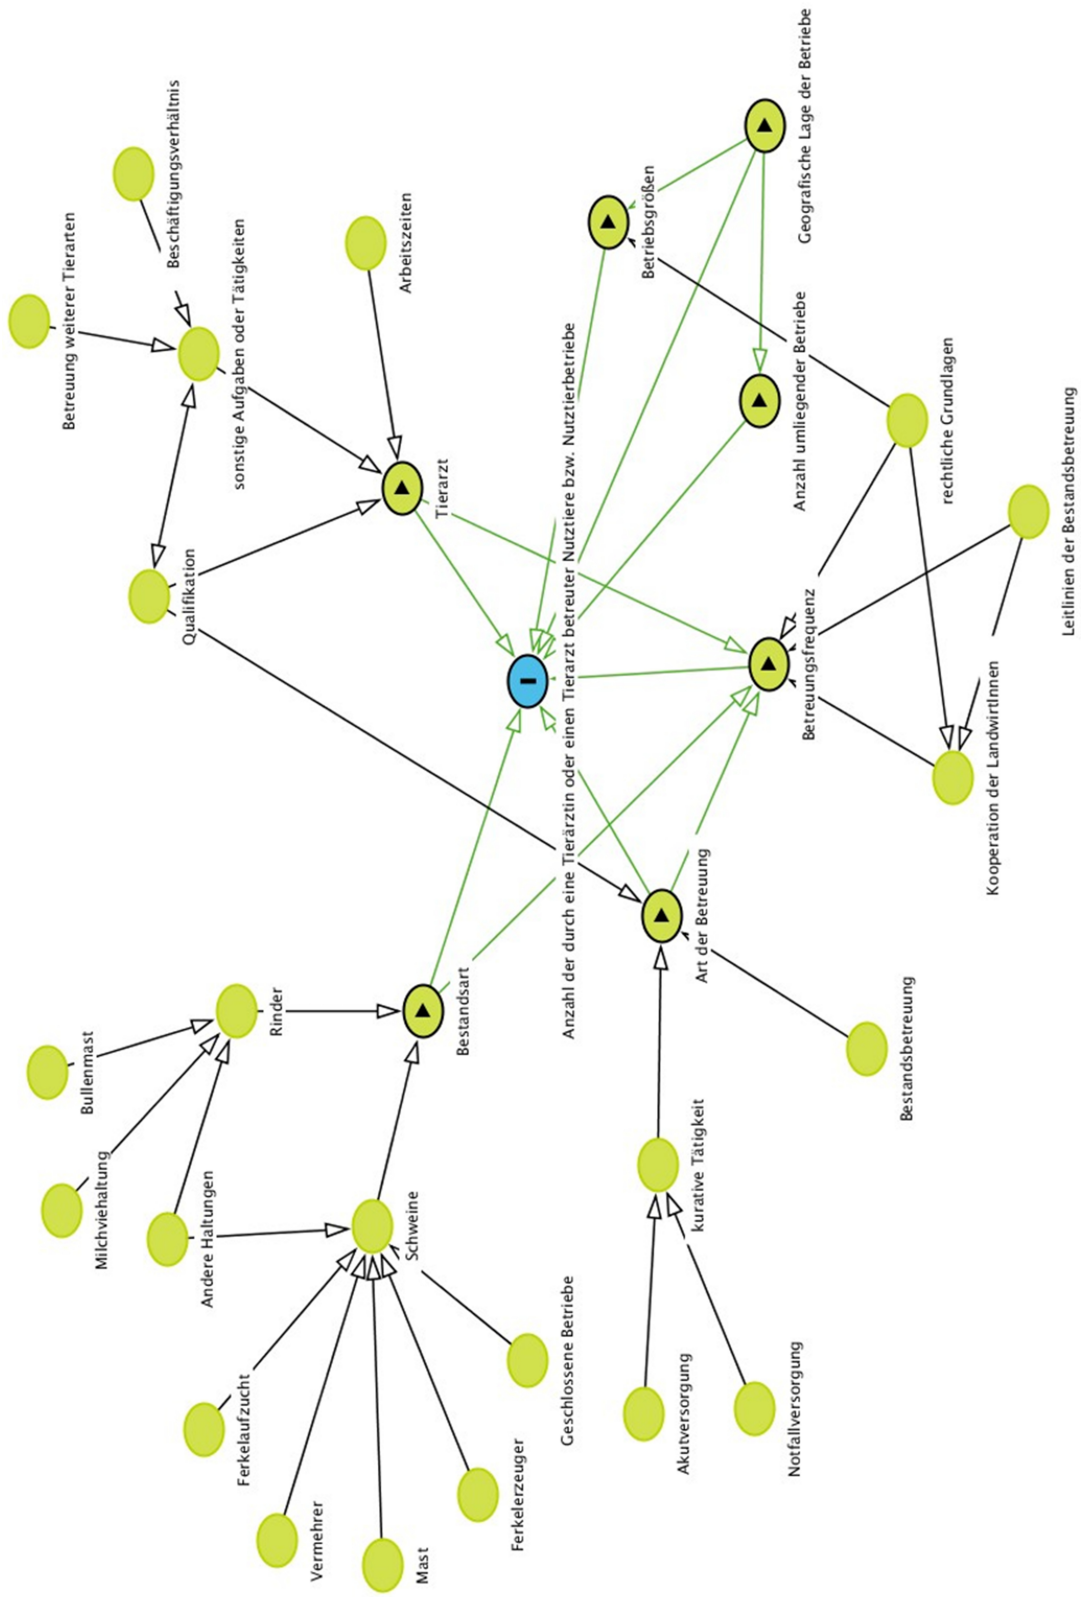 Betreuung weiterer Tierarten
Beschäftigungsverhältnis
sonstige Aufgaben oder Tätigkeiten
Qualifikation
Arbeitszeiten
Tierarzt
Bullenmast
Milchviehaltung
Andere Haltungen
Rinder
Ferkelaufzucht
Vermehrer
Mast
Ferkelerzeuger
Schweine
Geschlossene Betriebe
Bestandsart
Anzahl der durch eine Tierärztin oder einen Tierarzt betreuter Nutztiere bzw. Nutztierbetriebe
Betriebsgrößen
Geografische Lage der Betriebe
Anzahl umliegender Betriebe
Akutversorgung
Notfallversorgung
kurative Tätigkeit
Art der Betreuung
Bestandsbetreuung
Betreuungsfrequenz
rechtliche Grundlagen
Kooperation der LandwirtInnen
Leitlinien der Bestandsbetreuung